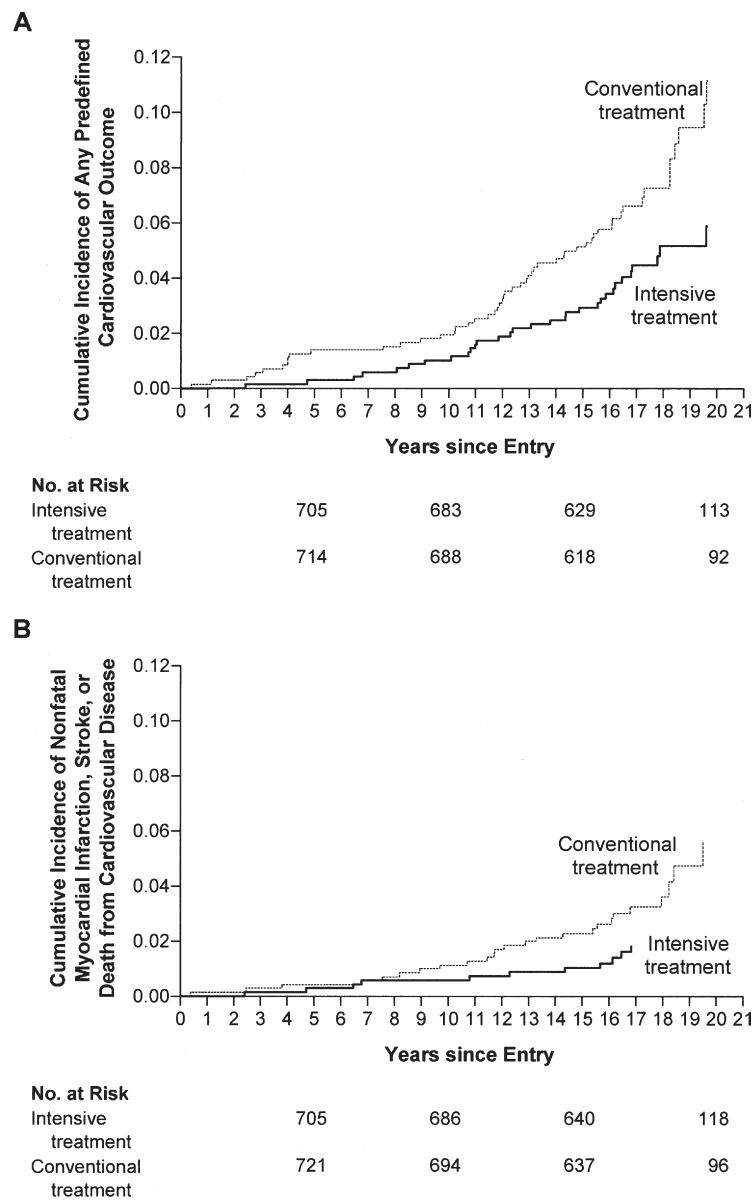 A
Cumulative Incidence of Any Predefined
Cardiovascular Outcome
0.12
0.10
0.08
0.06
0.04
0.02
0.00
Conventional
treatment
Intensive
treatment
0 1 2 3 4 5 6 7 8 9 10 11 12 13 14 15 16 17 18 19 20 21
Years since Entry
No. at Risk
Intensive 705 683 629 113
treatment
Conventional 714 688 618 92
treatment
B
Cumulative Incidence of Nonfatal
Myocardial Infarction, Stroke, or
Death from Cardiovascular Disease
0.12
0.10
0.08
0.06
0.04
0.02
0.00
Conventional
treatment
Intensive
treatment
0 1 2 3 4 5 6 7 8 9 10 11 12 13 14 15 16 17 18 19 20 21
Years since Entry
No. at Risk
Intensive 705 686 640 118
treatment
Conventional 721 694 637 96
treatment